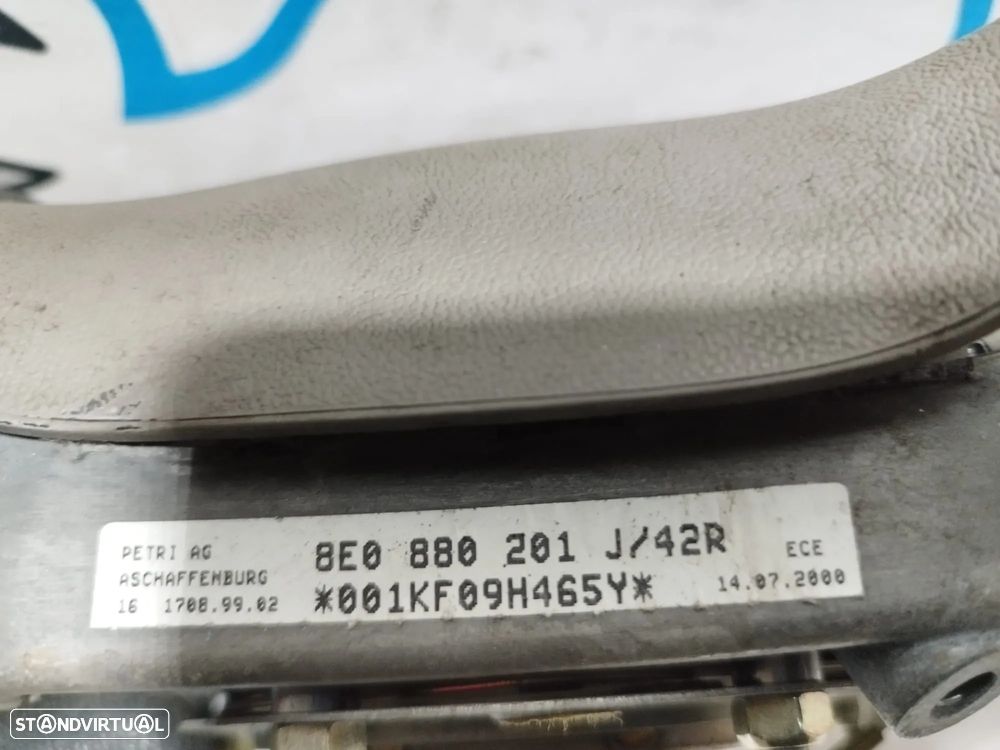 PETRI AG
ASCHAFFENBURG
16 1708.99.02
8E0 880 201 J/42R
*001KF09H465Y*
ECE
14.07.2000
STANDVIRTUAL